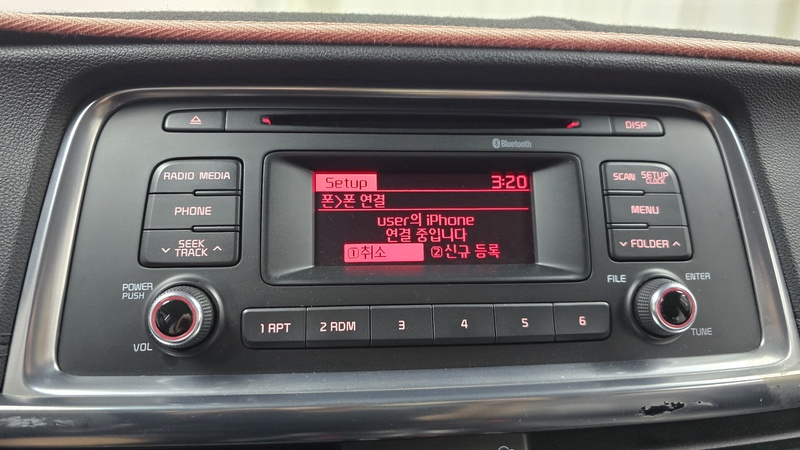 DISP
Bluetooth
RADIO MEDIA
PHONE
SEEK
TRACK
Setup 3:20
폰>폰 연결
user의 iPhone
연결 중입니다
①취소 ②신규 등록
SCAN SETUP
CLOCK
MENU
FOLDER
POWER
PUSH
VOL
1 RPT 2 RDM 3 4 5 6
FILE ENTER
TUNE